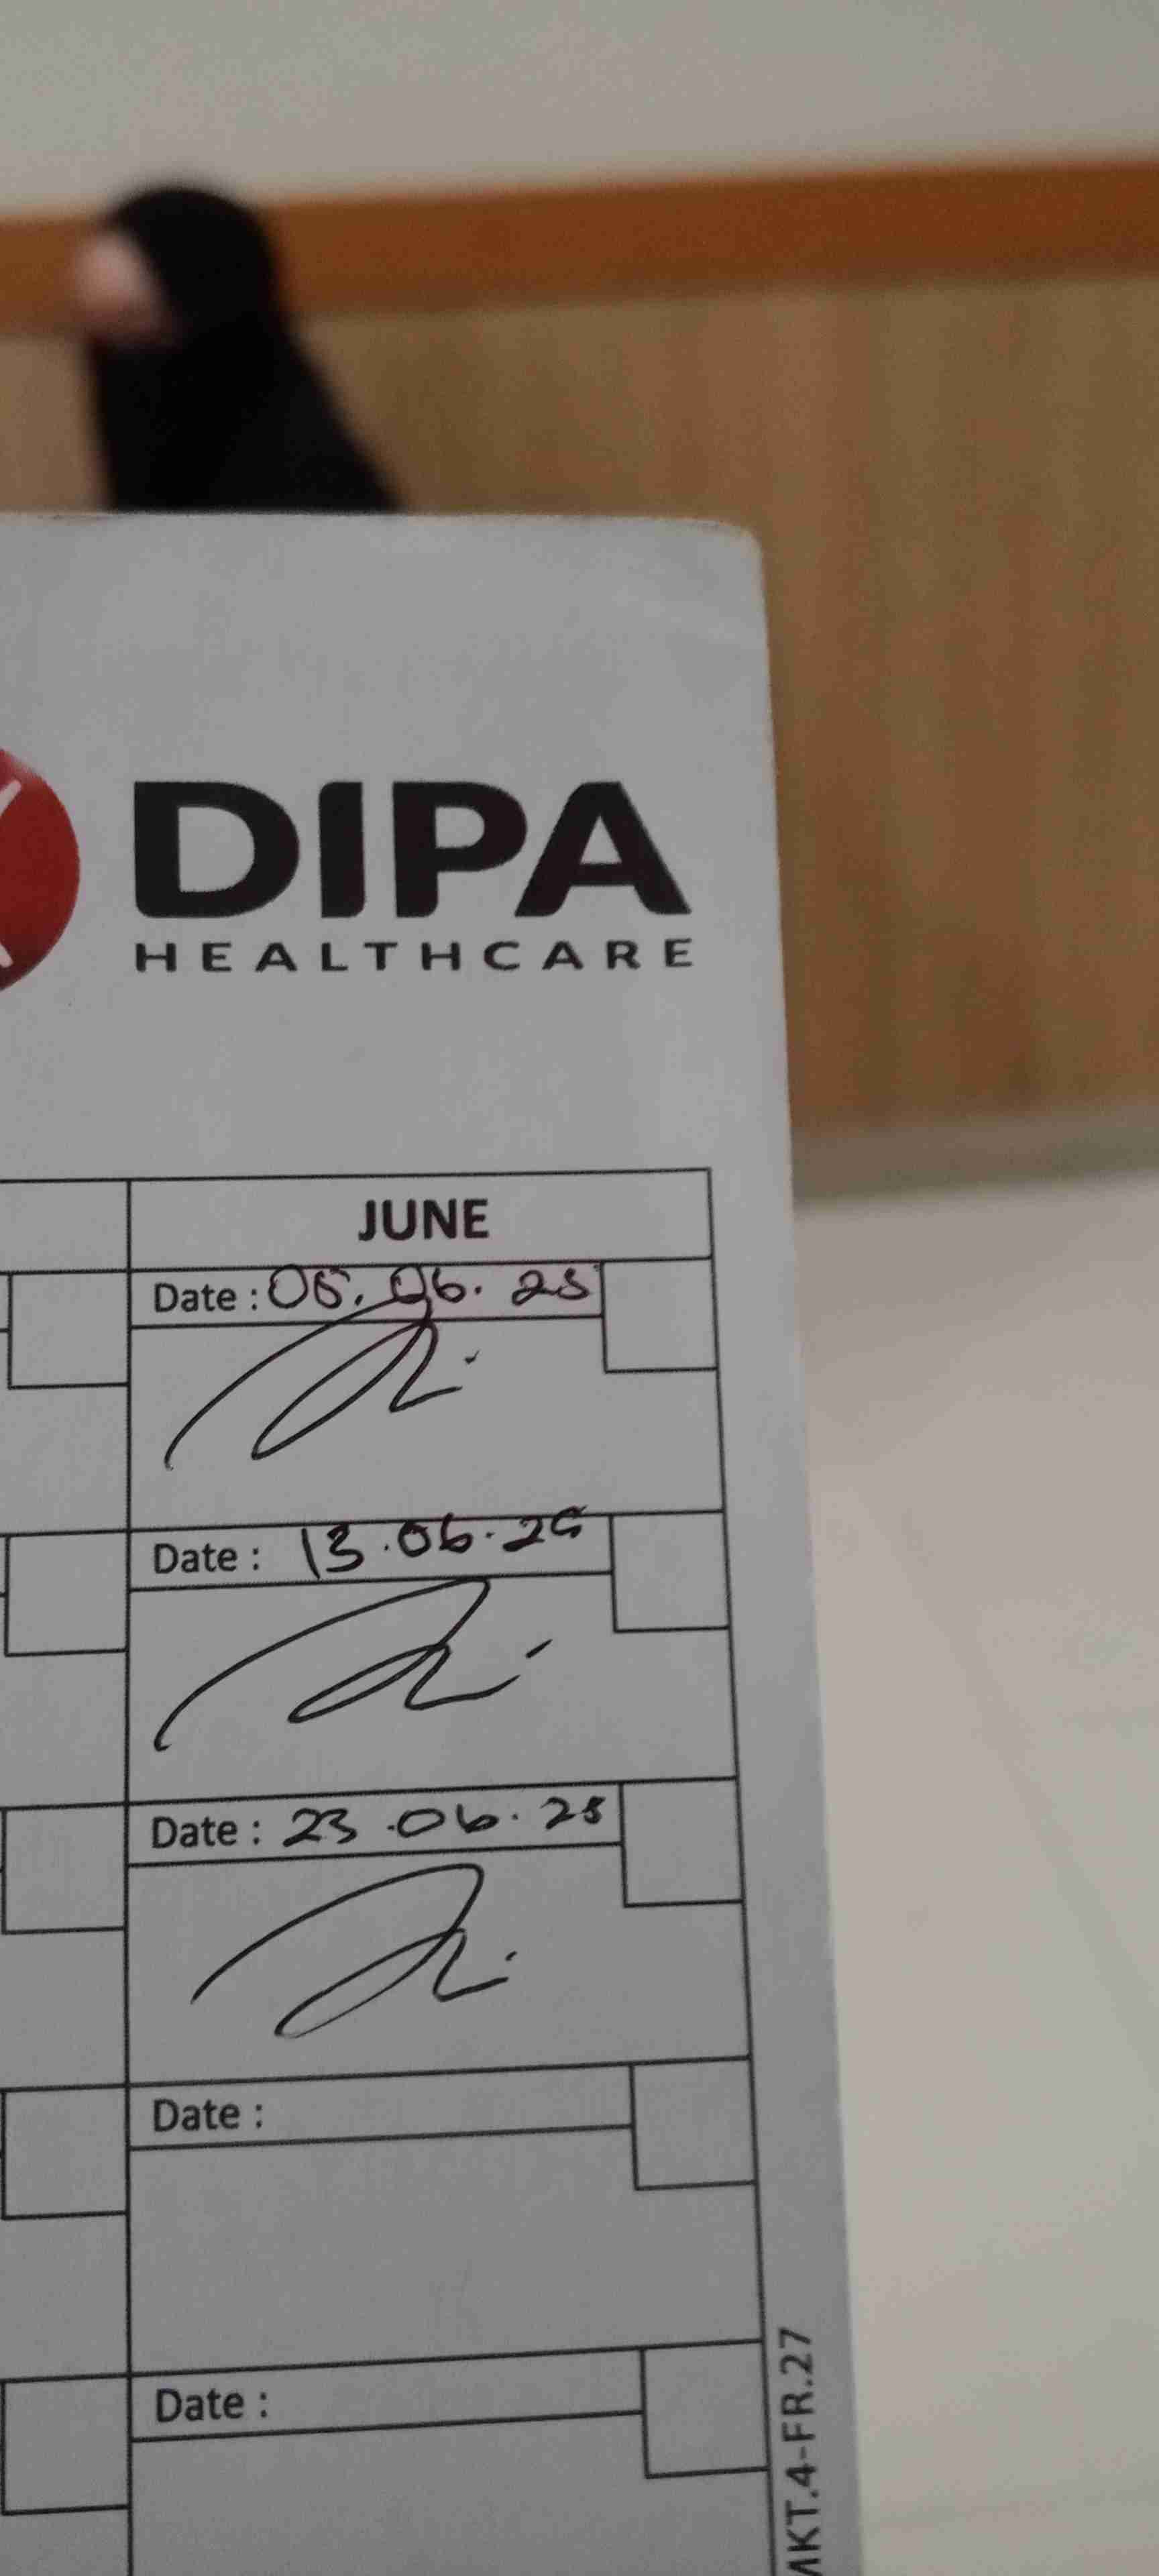 DIPA
HEALTHCARE
JUNE
Date : 05.06.25
Date : 13.06.25
Date : 23.06.25
Date :
Date :
MKT.4-FR.27